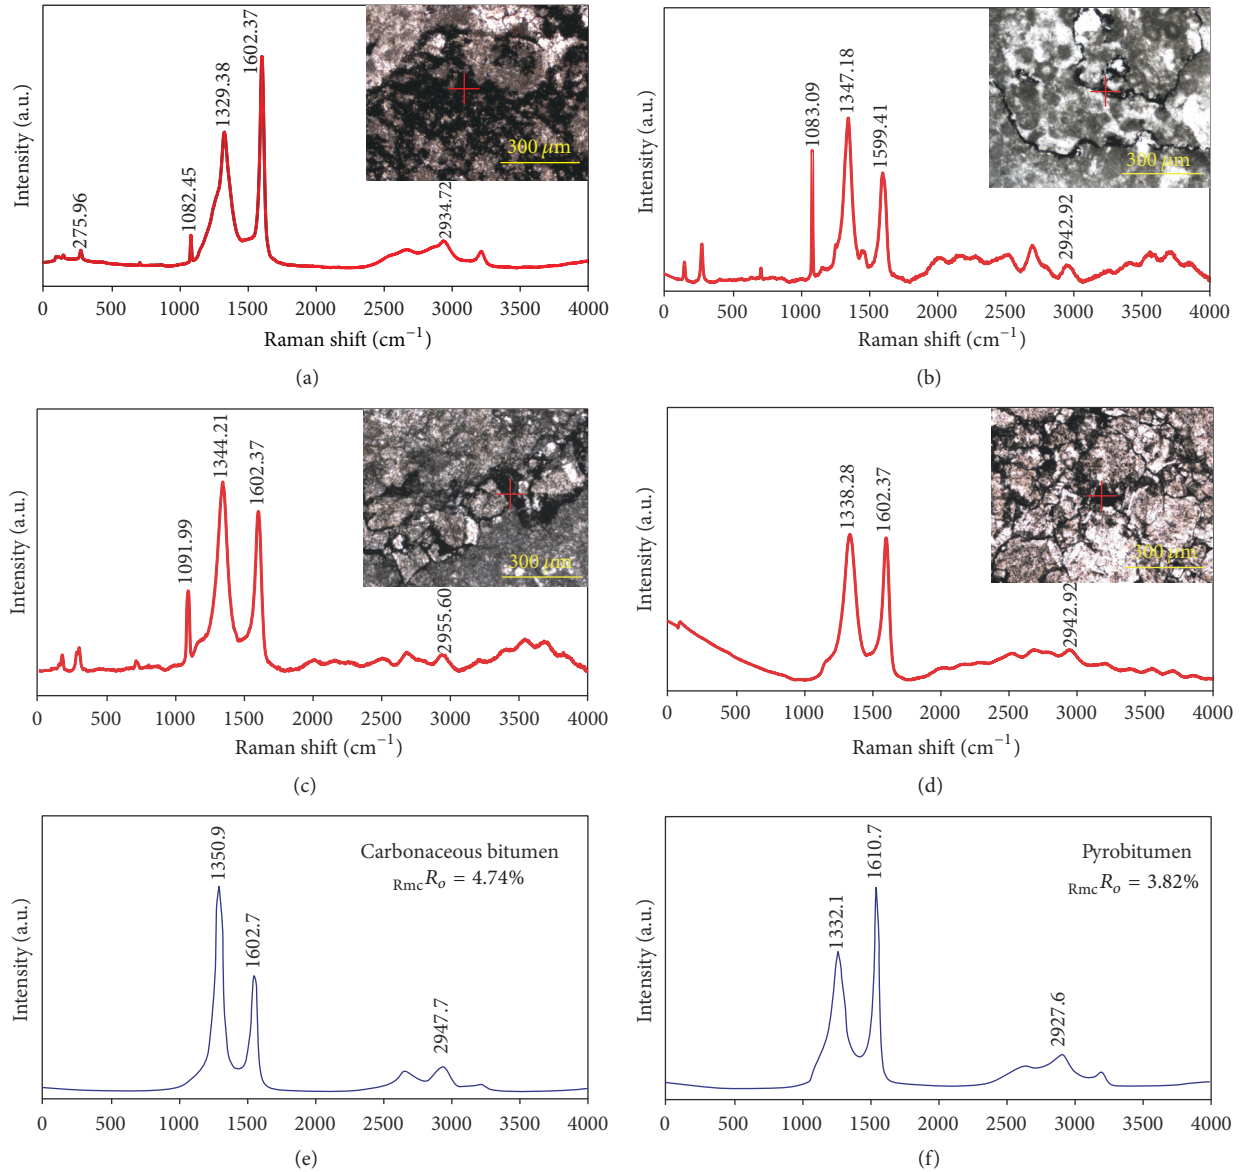 Intensity (a.u.)
275.96
1082.45
1329.38
1602.37
2934.72
300 μm
0 500 1000 1500 2000 2500 3000 3500 4000
Raman shift (cm−1)
(a)
Intensity (a.u.)
1083.09
1347.18
1599.41
2942.92
300 μm
0 500 1000 1500 2000 2500 3000 3500 4000
Raman shift (cm−1)
(b)
Intensity (a.u.)
1091.99
1344.21
1602.37
2955.60
300 μm
0 500 1000 1500 2000 2500 3000 3500 4000
Raman shift (cm−1)
(c)
Intensity (a.u.)
1338.28
1602.37
2942.92
300 μm
0 500 1000 1500 2000 2500 3000 3500 4000
Raman shift (cm−1)
(d)
Intensity (a.u.)
1350.9
1602.7
2947.7
Carbonaceous bitumen
Rmc Ro = 4.74%
0 500 1000 1500 2000 2500 3000 3500 4000
(e)
Intensity (a.u.)
1332.1
1610.7
2927.6
Pyrobitumen
Rmc Ro = 3.82%
0 500 1000 1500 2000 2500 3000 3500 4000
(f)